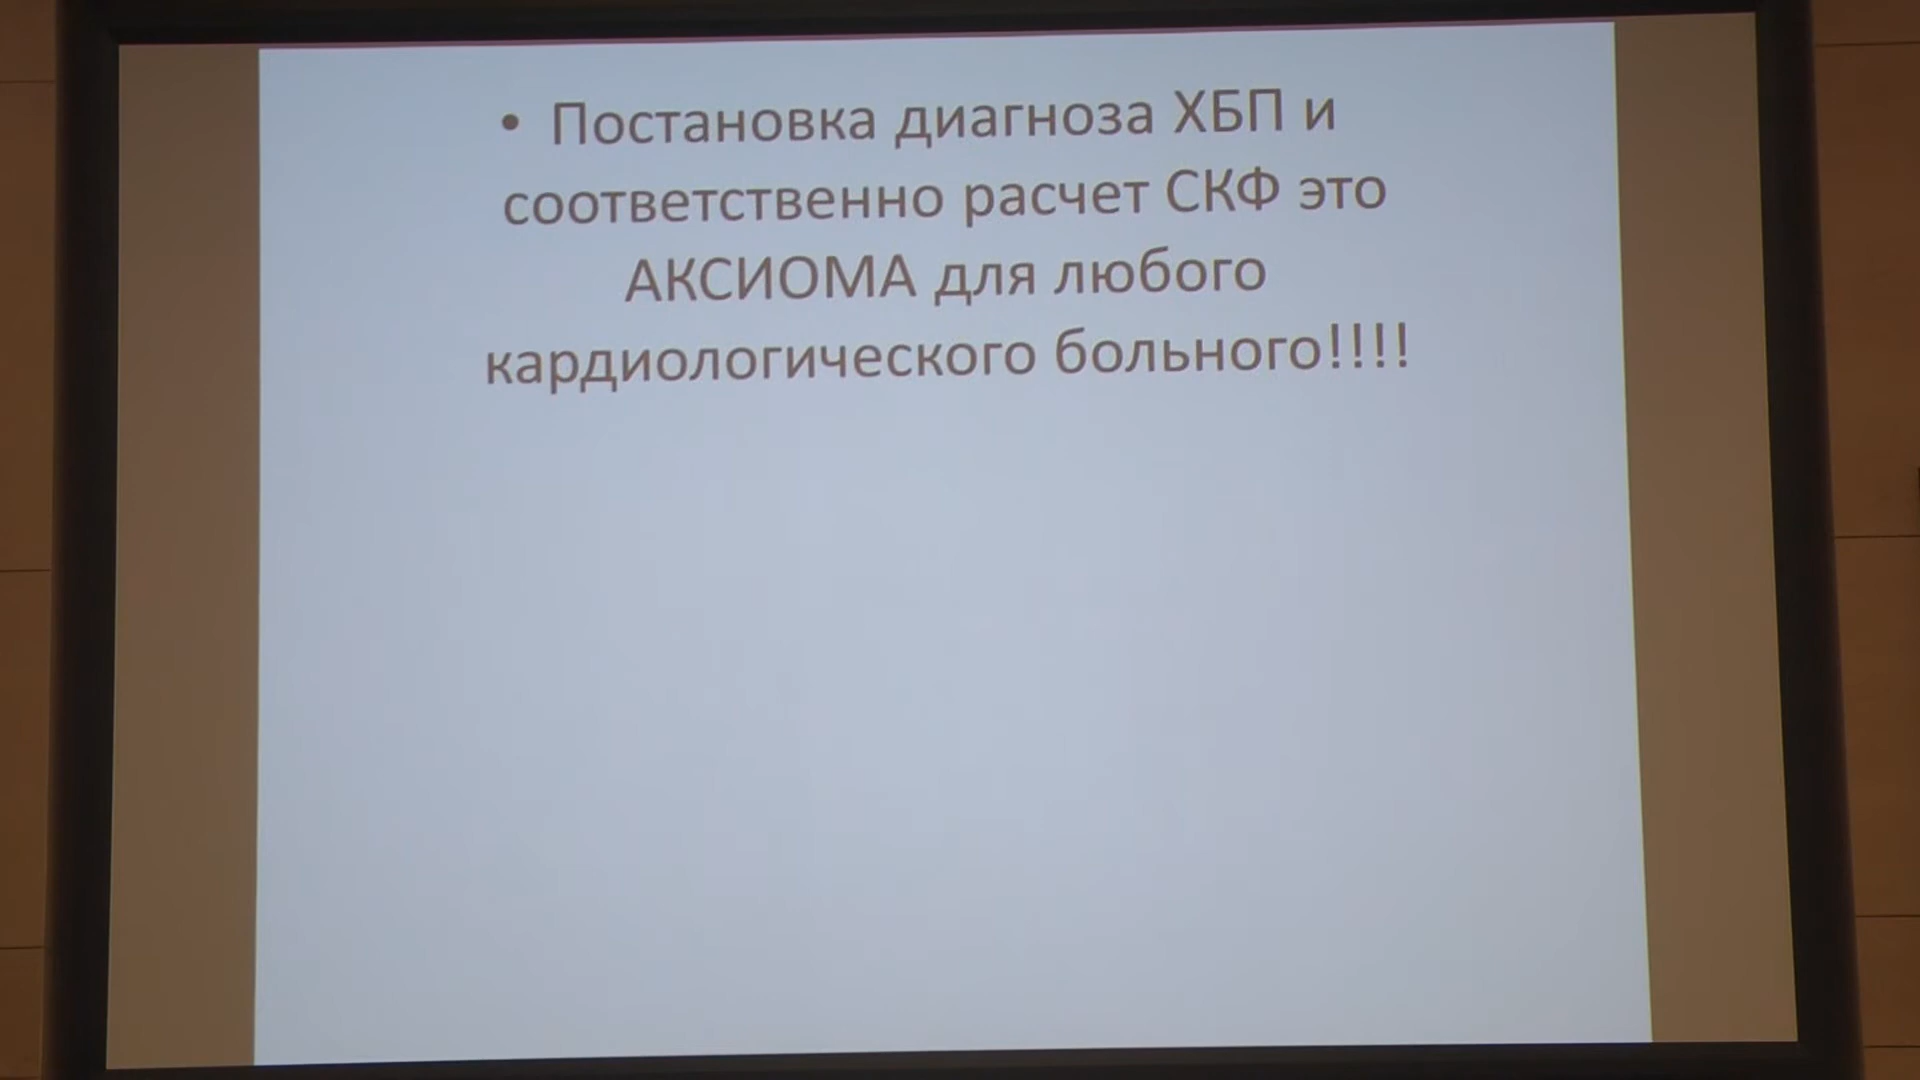 • Постановка диагноза ХБП и
соответственно расчет СКФ это
АКСИОМА для любого
кардиологического больного!!!!